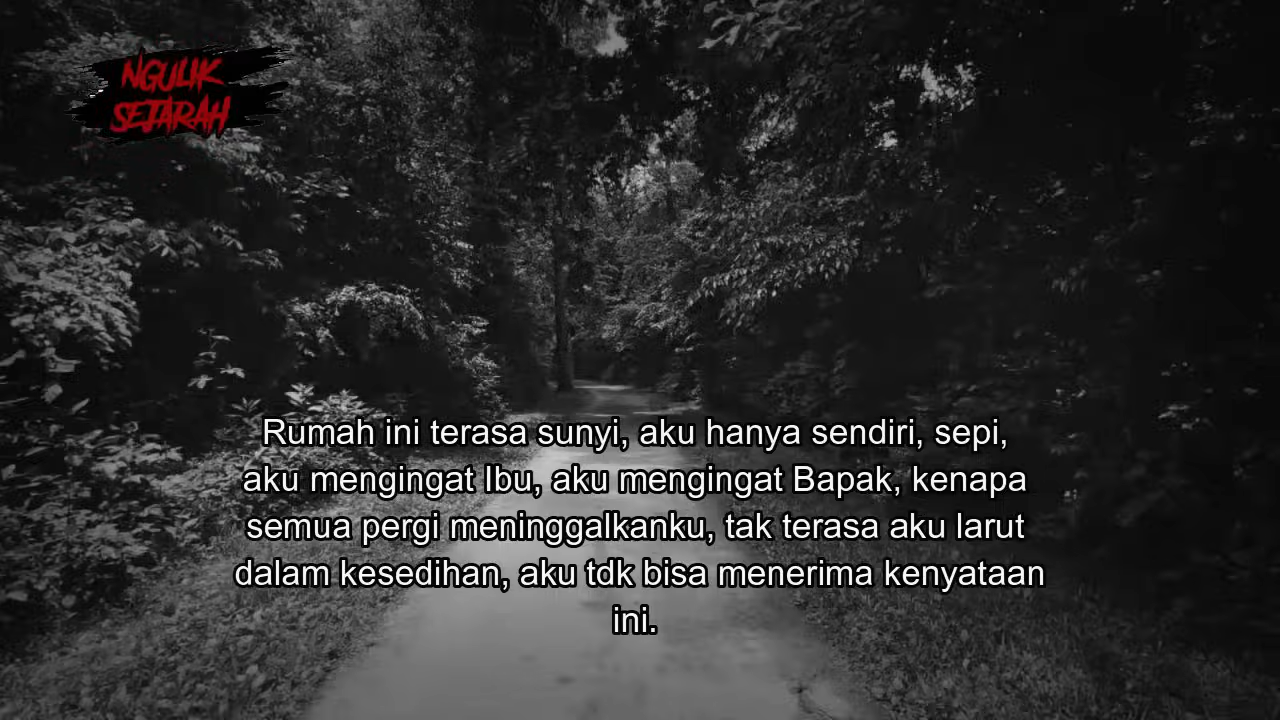 NGULIK
SEJARAH
Rumah ini terasa sunyi, aku hanya sendiri, sepi,
aku mengingat Ibu, aku mengingat Bapak, kenapa
semua pergi meninggalkanku, tak terasa aku larut
dalam kesedihan, aku tdk bisa menerima kenyataan
ini.